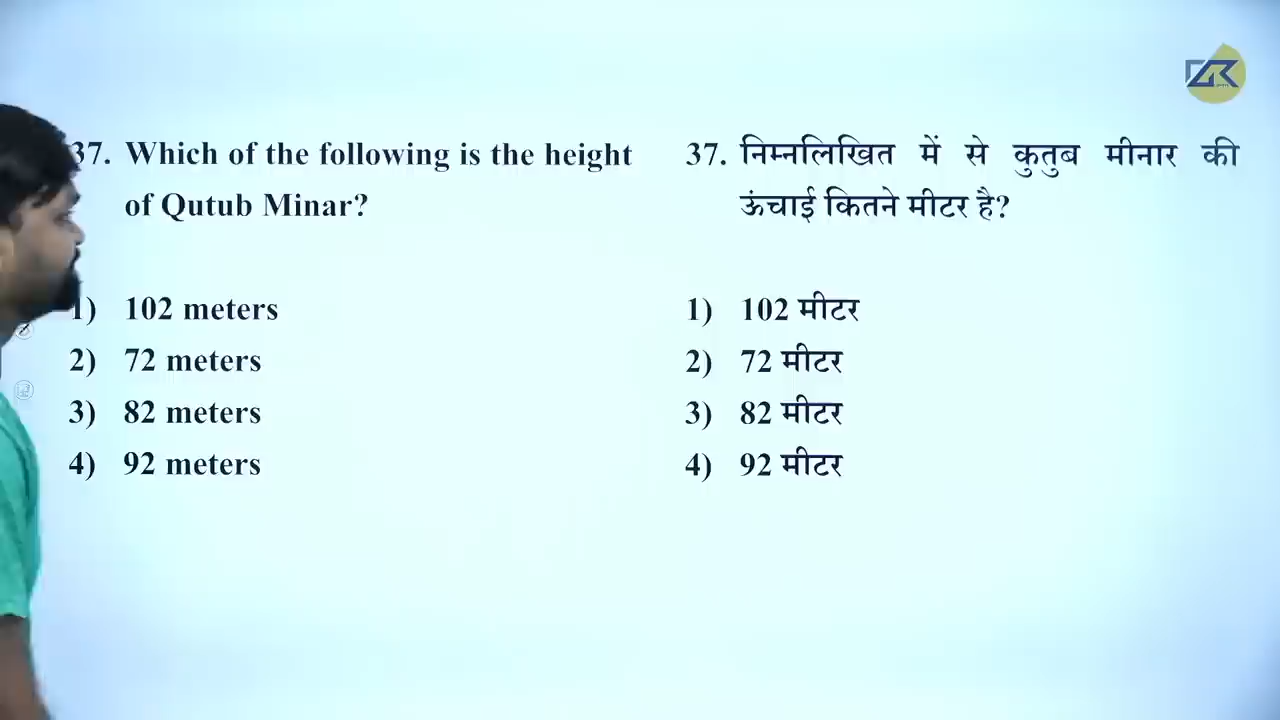 37. Which of the following is the height
of Qutub Minar?
1) 102 meters
2) 72 meters
3) 82 meters
4) 92 meters
37. निम्नलिखित में से कुतुब मीनार की
ऊंचाई कितने मीटर है?
1) 102 मीटर
2) 72 मीटर
3) 82 मीटर
4) 92 मीटर